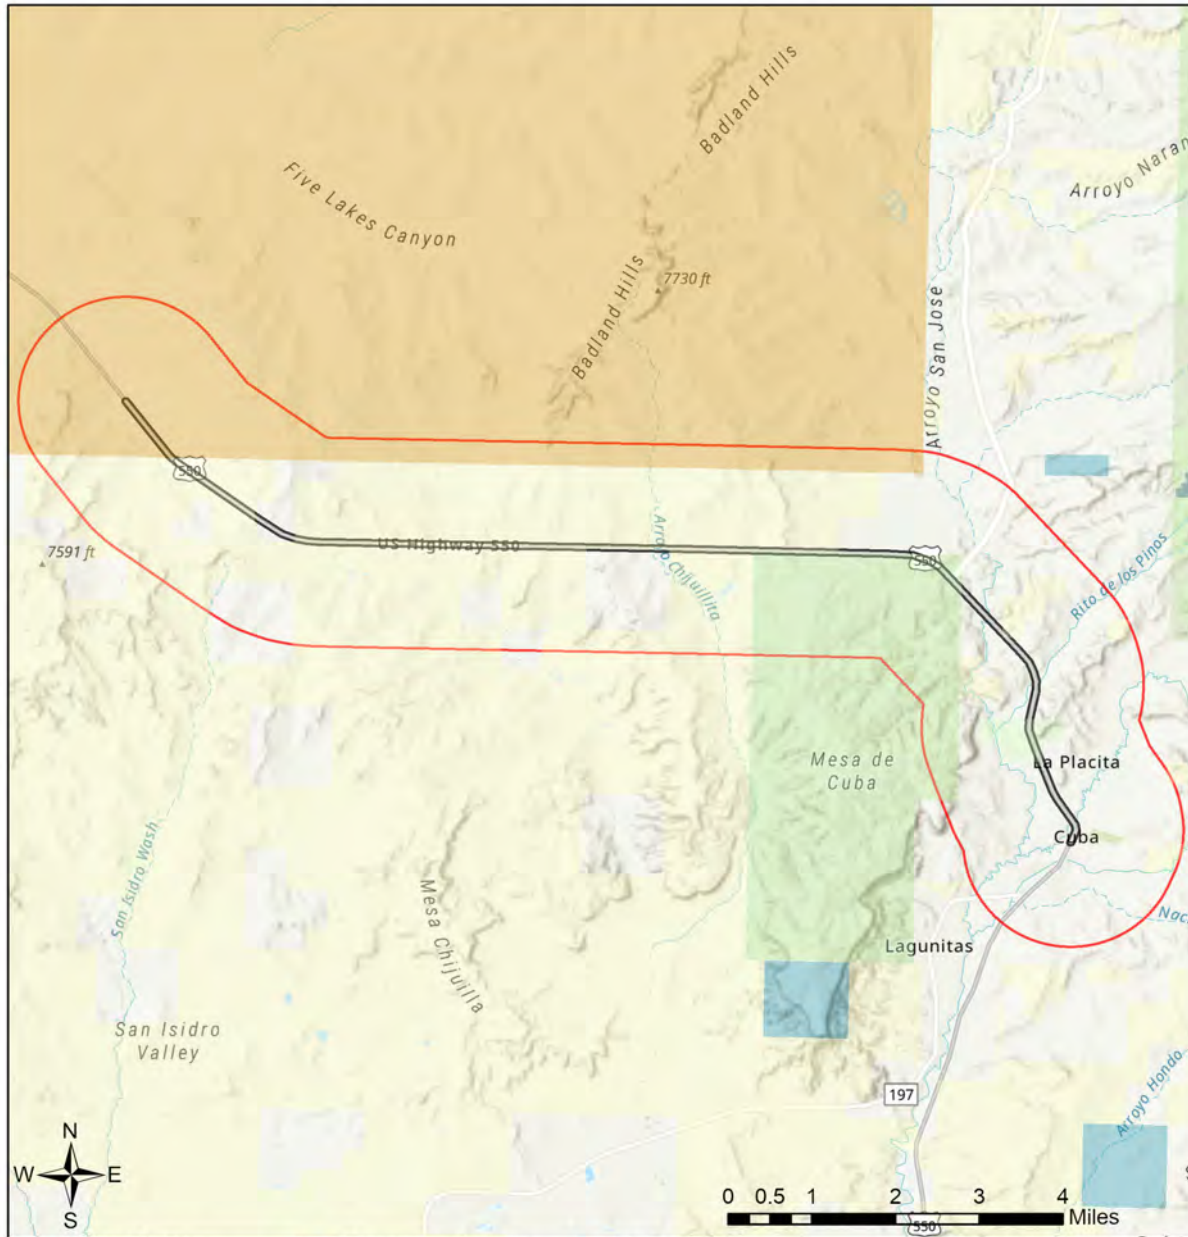 Badland Hills
Five Lakes Canyon
Arroyo Naran
7730 ft
Badland Hills
Arroyo San Jose
550
7591 ft
US Highway 550
Arroyo Chijuillita
550
Rito de los Pinos
La Placita
Mesa de
Cuba
Cuba
San Isidro Wash
Mesa Chijuilla
Lagunitas
Naci
San Isidro
Valley
197
Arroyo Hondo
N
W
E
S
0 0.5 1 2 3 4
Miles
550